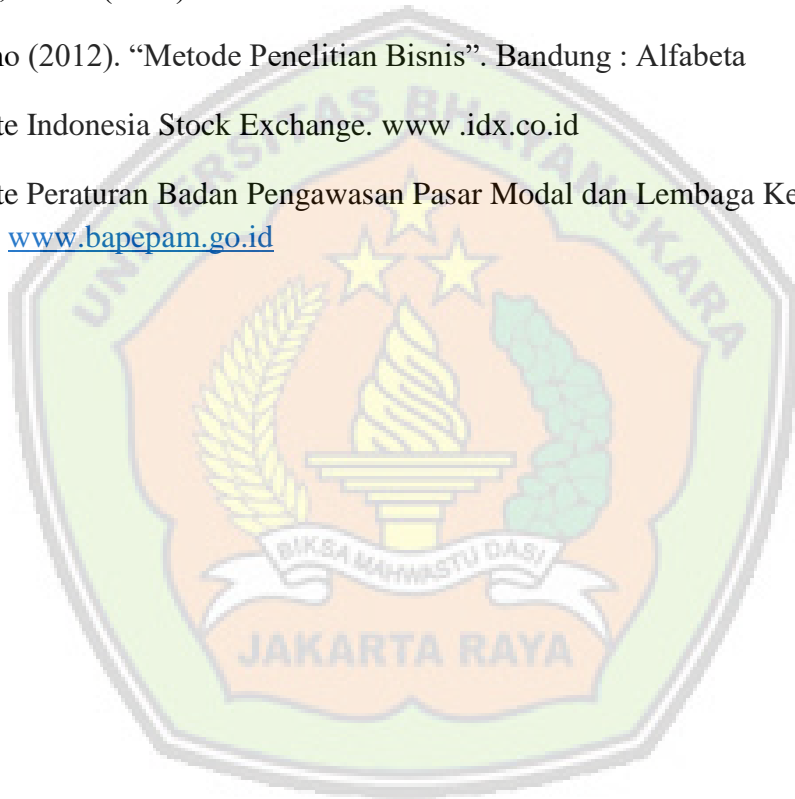 no (2012). “Metode Penelitian Bisnis”. Bandung : Alfabeta
te Indonesia Stock Exchange. www .idx.co.id
te Peraturan Badan Pengawasan Pasar Modal dan Lembaga Ke
www.bapepam.go.id
UNIVERSITAS BHAYANGKARA
BIKSA MAHWASTU DASI
JAKARTA RAYA